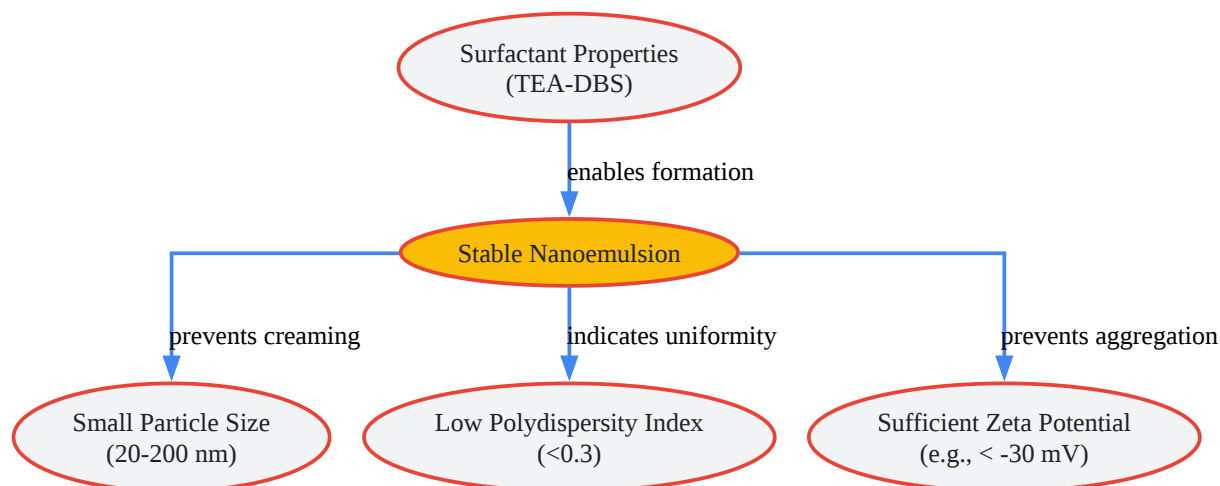 Surfactant Properties
(TEA-DBS)
enables formation
Stable Nanoemulsion
prevents creaming
indicates uniformity
prevents aggregation
Small Particle Size
(20-200 nm)
Low Polydispersity Index
(<0.3)
Sufficient Zeta Potential
(e.g., < -30 mV)